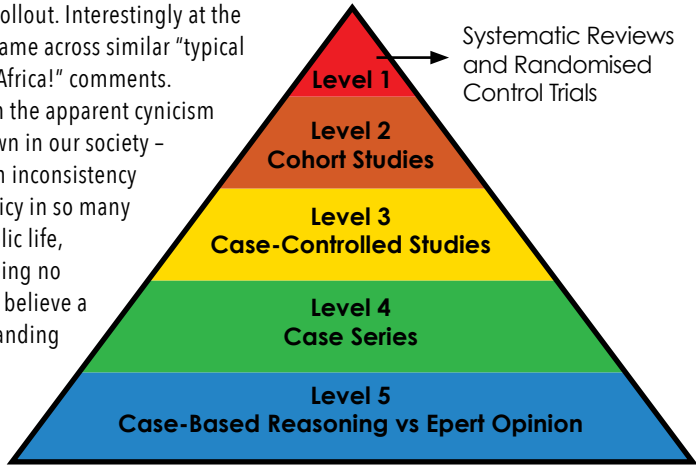 ollout. Interestingly at the
ame across similar "typical
Africa!" comments.
n the apparent cynicism
wn in our society –
n inconsistency
icy in so many
lic life,
ing no
believe a
anding
Level 1
Systematic Reviews
and Randomised
Control Trials
Level 2
Cohort Studies
Level 3
Case-Controlled Studies
Level 4
Case Series
Level 5
Case-Based Reasoning vs Epert Opinion